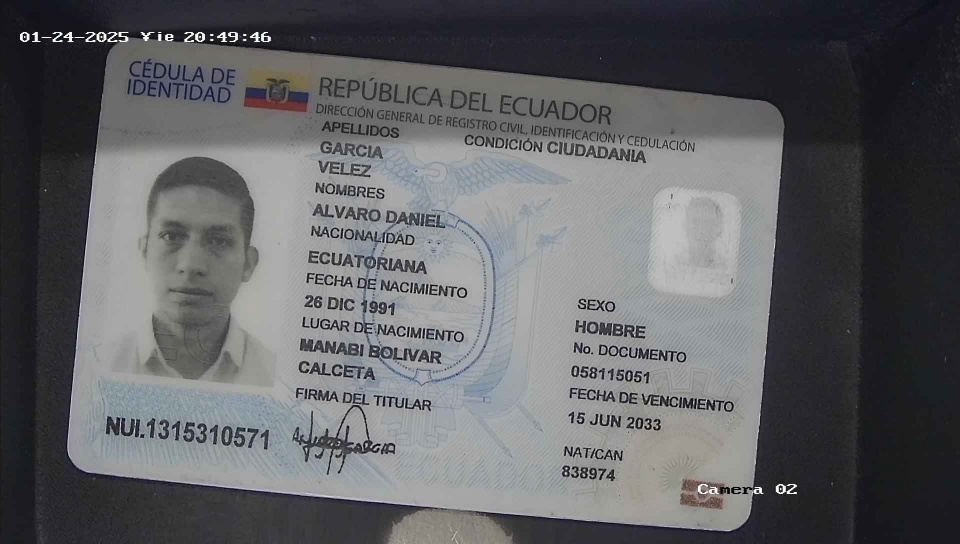 01-24-2025 Vie 20:49:46
CÉDULA DE
IDENTIDAD
REPÚBLICA DEL ECUADOR
DIRECCIÓN GENERAL DE REGISTRO CIVIL, IDENTIFICACIÓN Y CEDULACIÓN
APELLIDOS
CONDICIÓN CIUDADANIA
GARCIA
VELEZ
NOMBRES
ALVARO DANIEL
NACIONALIDAD
ECUATORIANA
FECHA DE NACIMIENTO
26 DIC 1991
LUGAR DE NACIMIENTO
MANABI BOLIVAR
CALCETA
FIRMA DEL TITULAR
SEXO
HOMBRE
No. DOCUMENTO
058115051
FECHA DE VENCIMIENTO
15 JUN 2033
NAT/CAN
838974
NUI.1315310571
ECUADOR
Camera 02